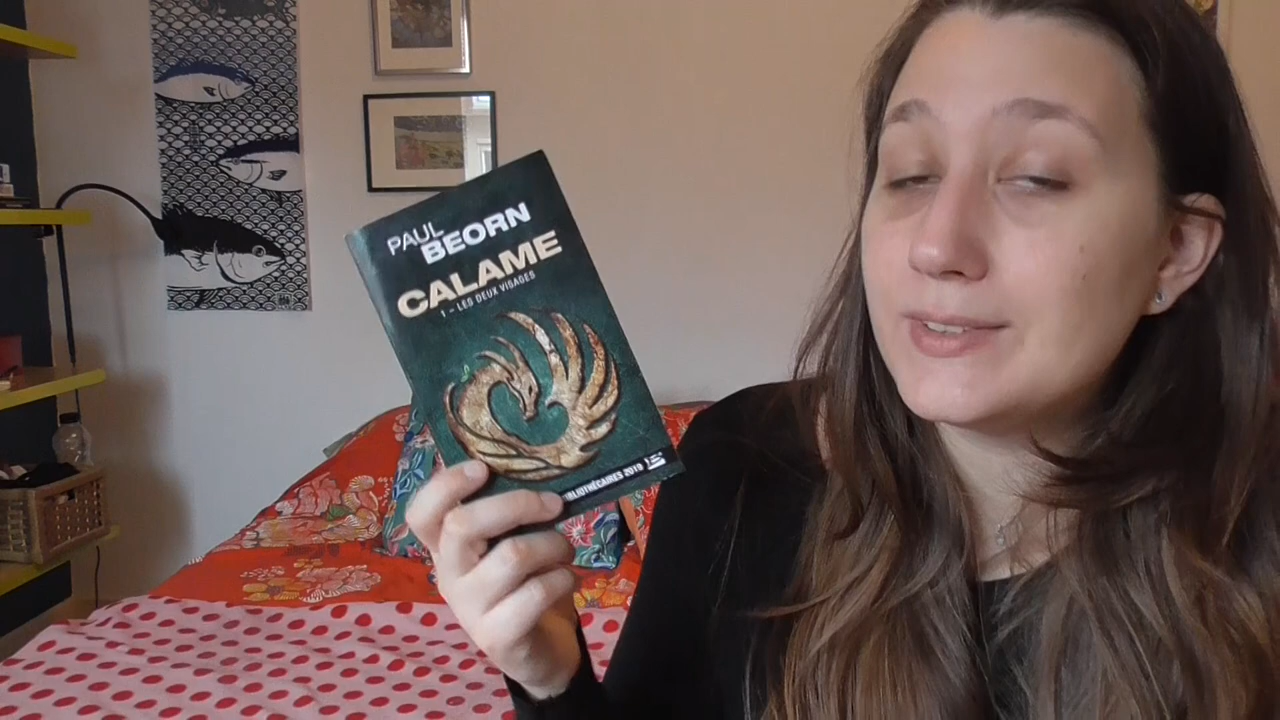 PAUL
BEORN
CALAME
1 – LES DEUX VISAGES
BIBLIOTHÉCAIRES 2019